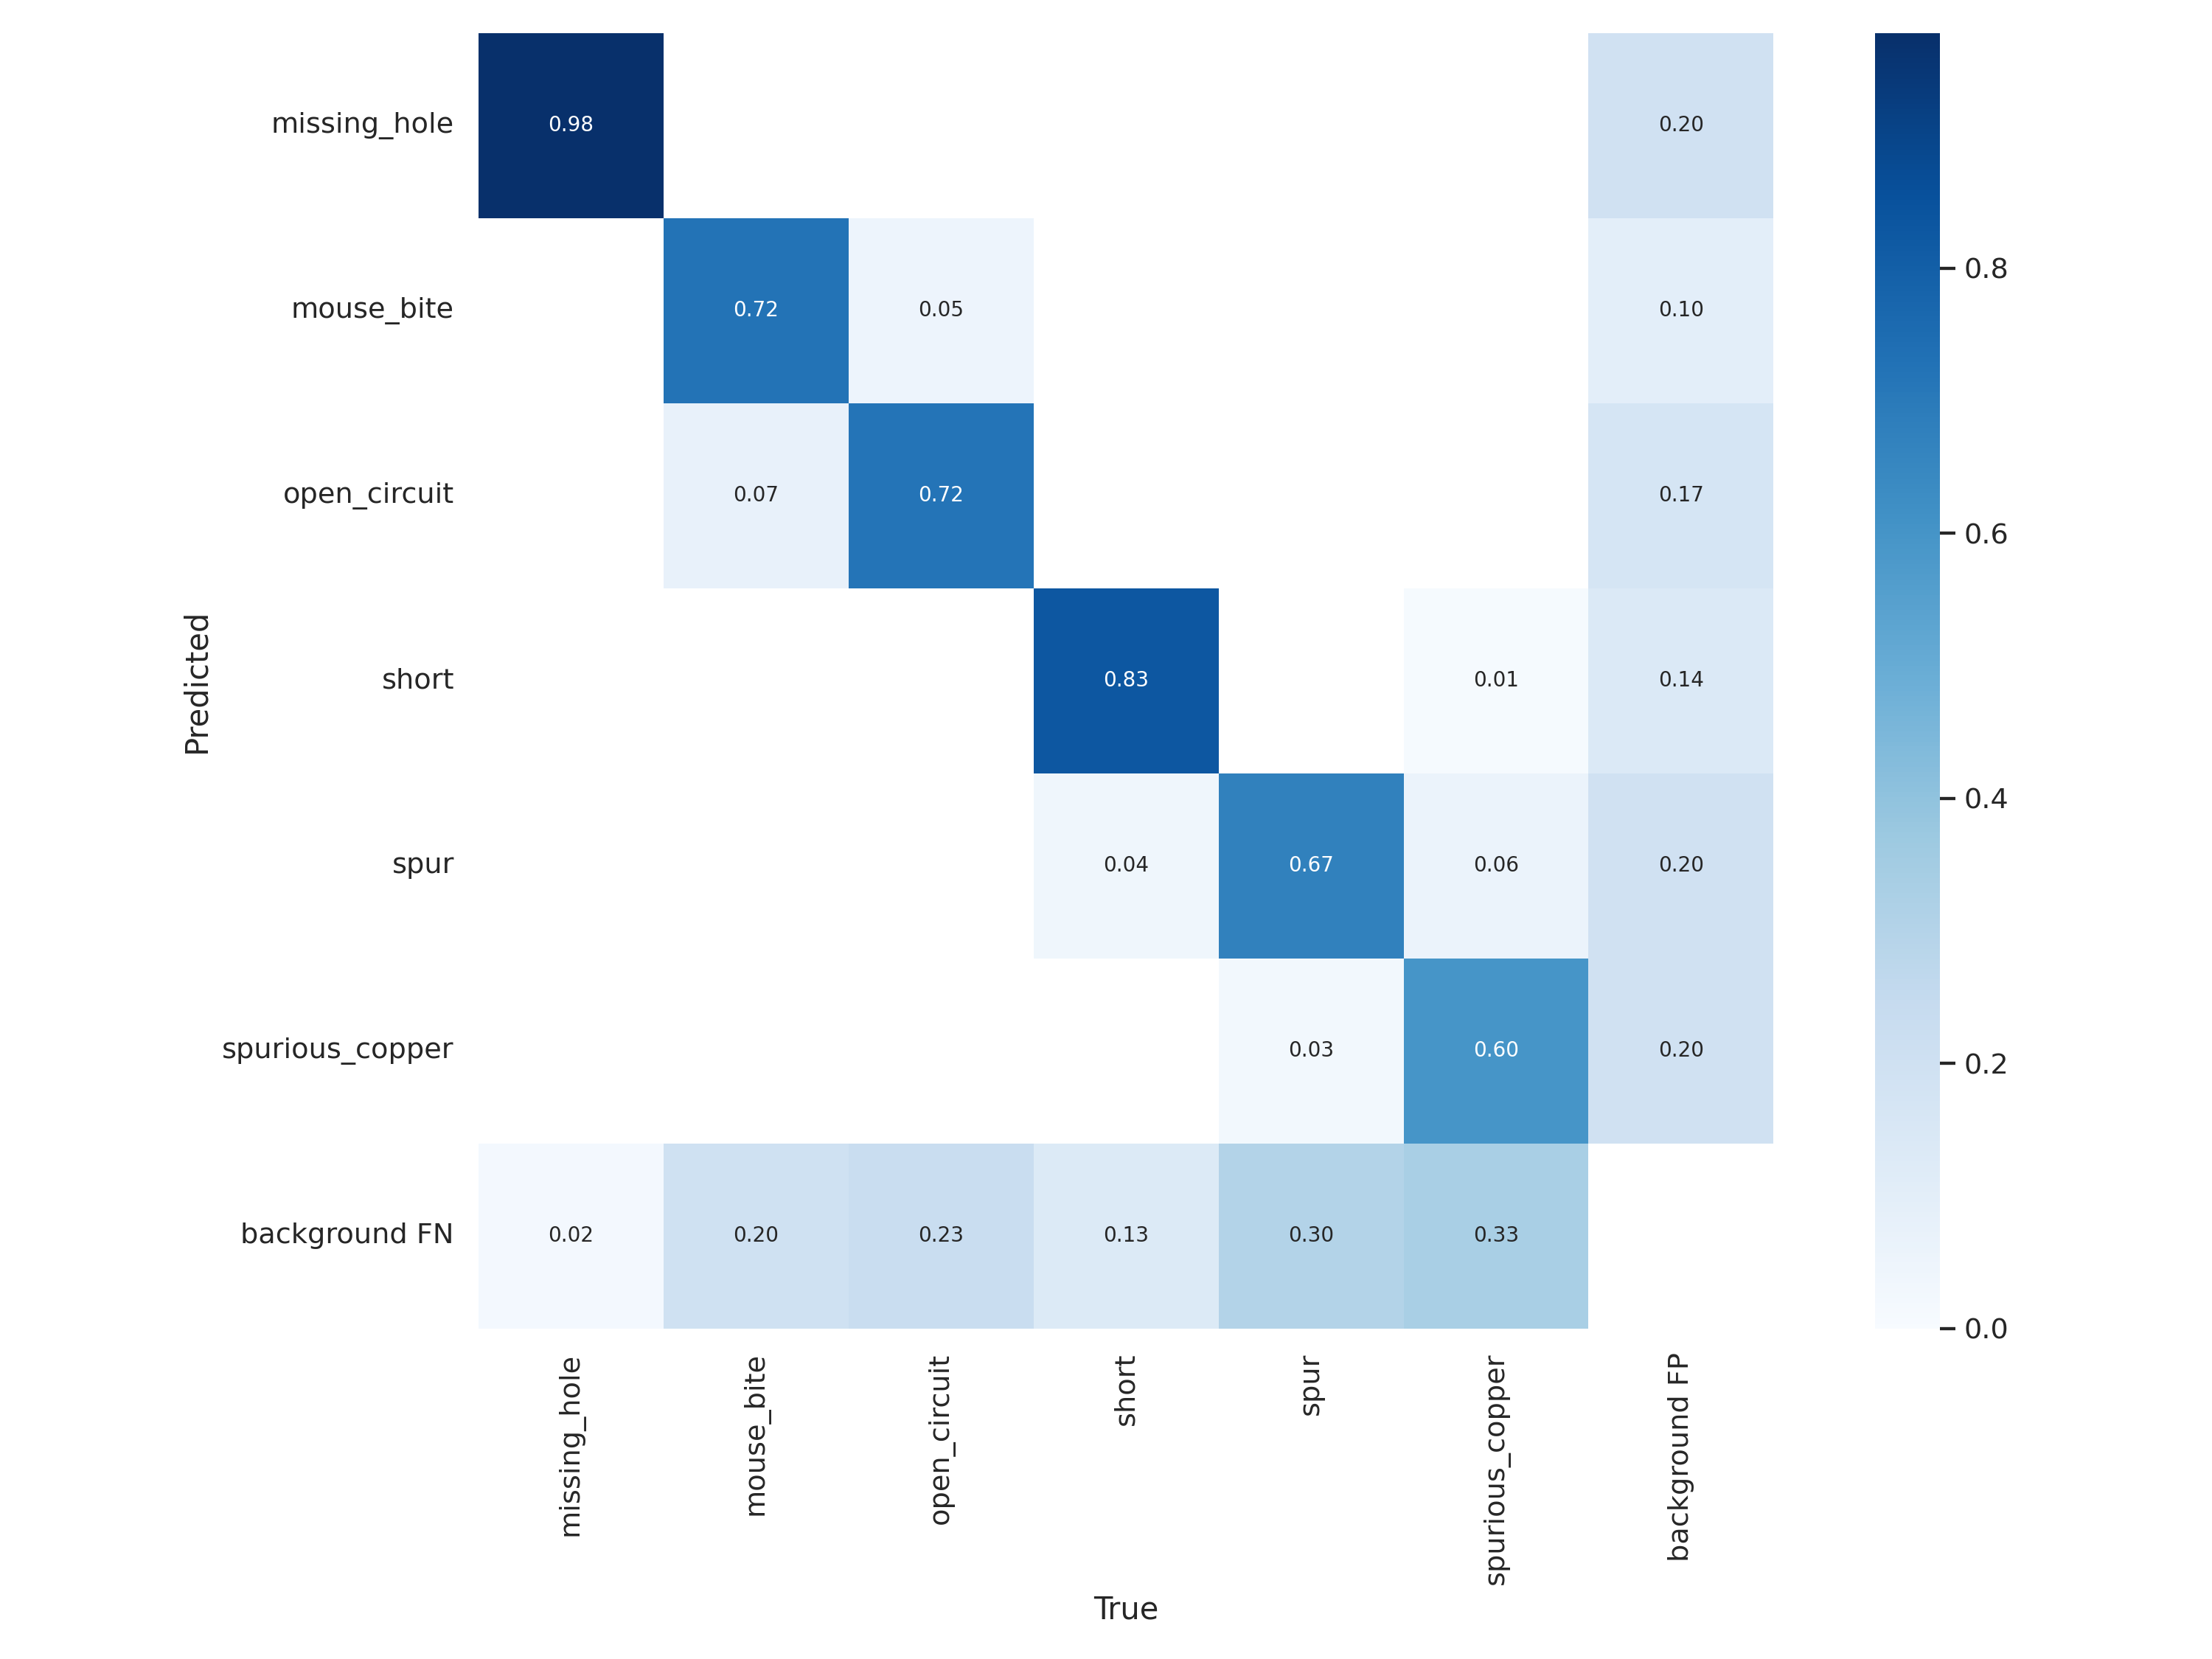 missing_hole 0.98 0.20
mouse_bite 0.72 0.05 0.10
open_circuit 0.07 0.72 0.17
short 0.83 0.01 0.14
spur 0.04 0.67 0.06 0.20
spurious_copper 0.03 0.60 0.20
background FN 0.02 0.20 0.23 0.13 0.30 0.33
Predicted
missing_hole
mouse_bite
open_circuit
short
spur
spurious_copper
background FP
True
0.8
0.6
0.4
0.2
0.0